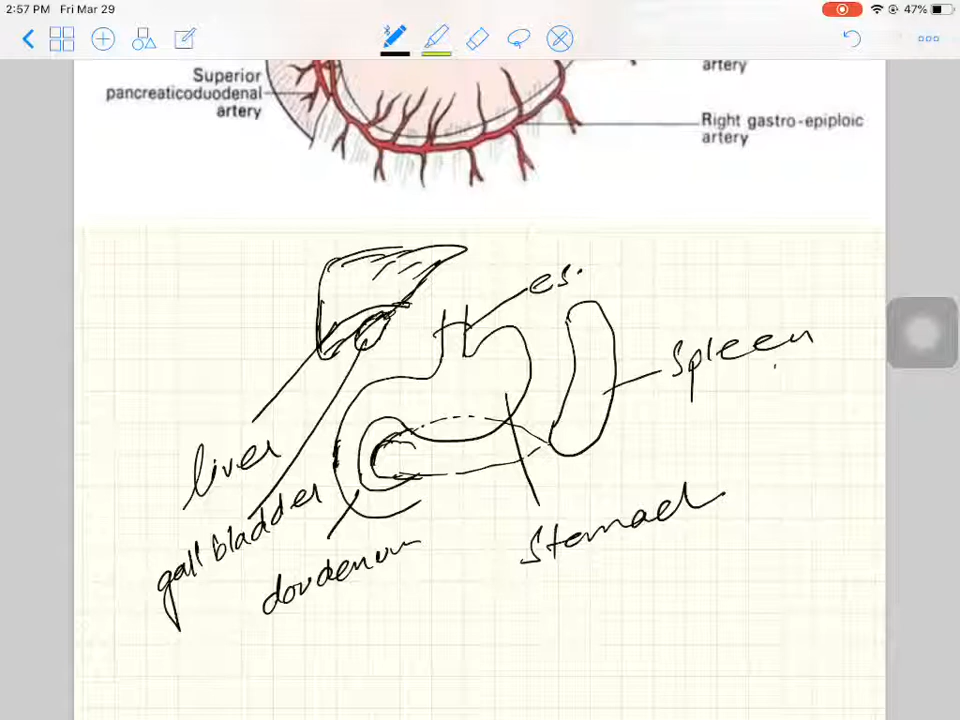 2:57 PM Fri Mar 29
47%
artery
Superior
pancreaticoduodenal
artery
Right gastro-epiploic
artery
es.
Spleen
liver
gall bladder
doudenum
Stomach